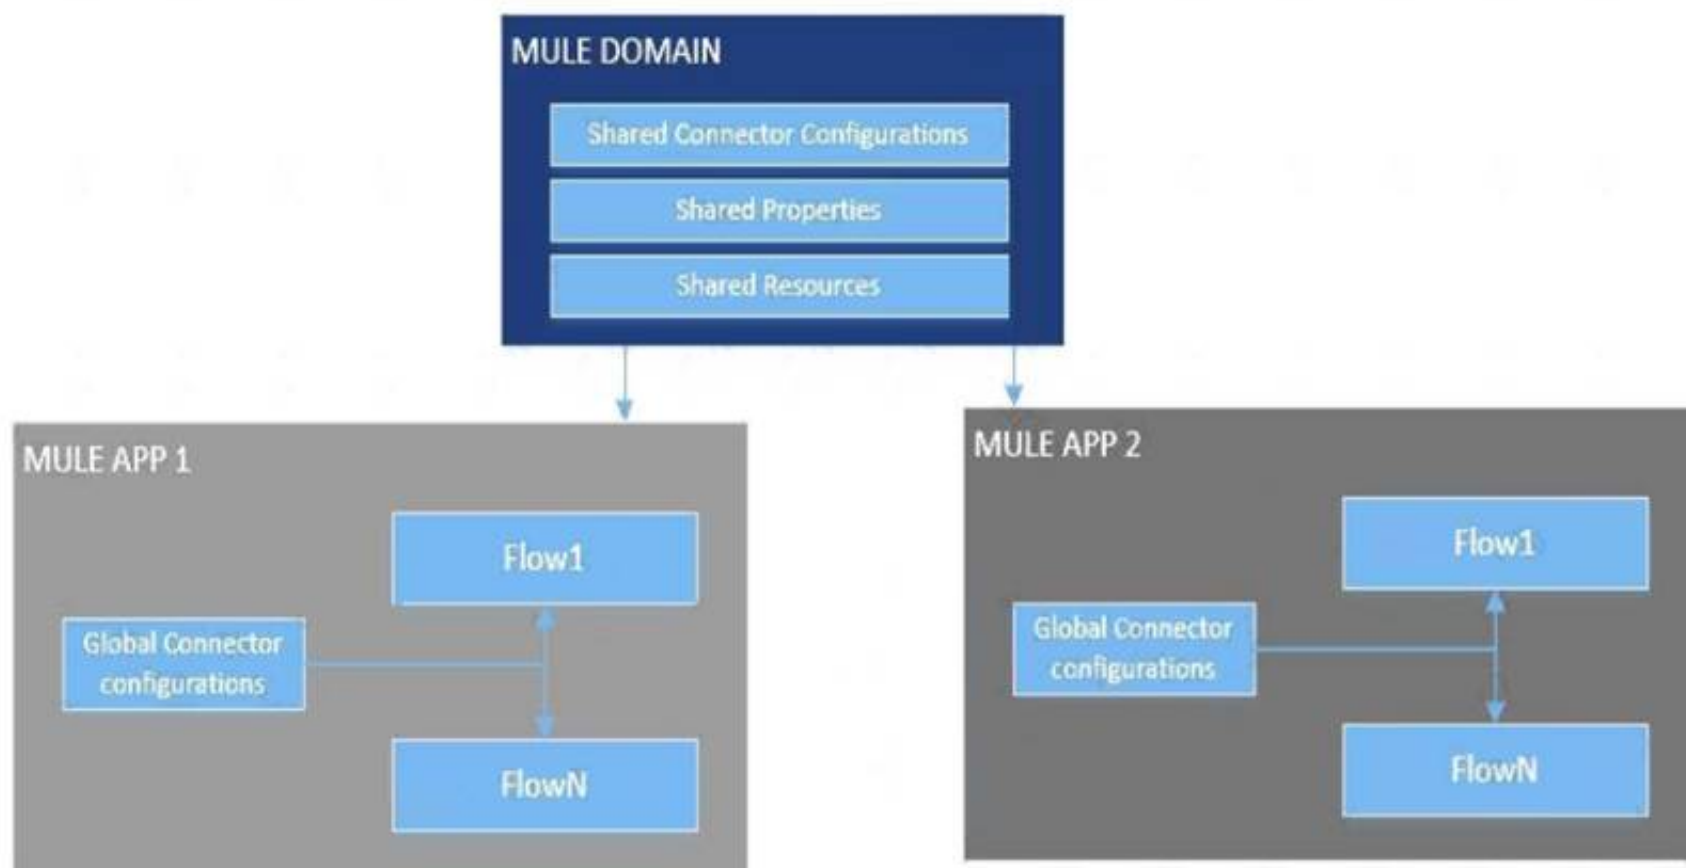 MULE DOMAIN
Shared Connector Configurations
Shared Properties
Shared Resources
MULE APP 1
Flow1
Global Connector
configurations
FlowN
MULE APP 2
Flow1
Global Connector
configurations
FlowN